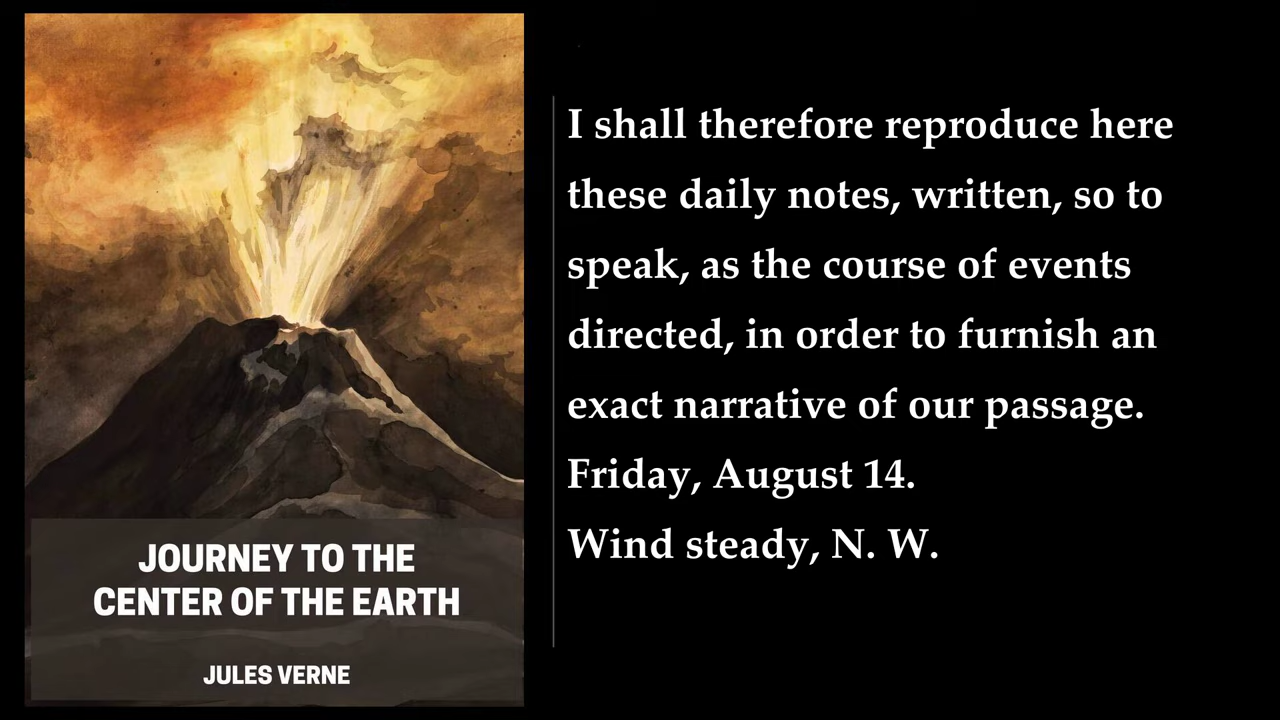 JOURNEY TO THE
CENTER OF THE EARTH
JULES VERNE
I shall therefore reproduce here
these daily notes, written, so to
speak, as the course of events
directed, in order to furnish an
exact narrative of our passage.
Friday, August 14.
Wind steady, N. W.